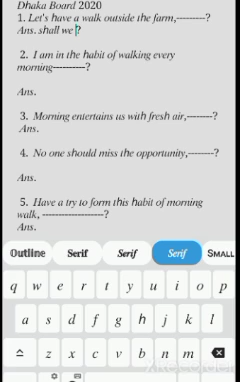 Dhaka Board 2020
1. Let's have a walk outside the farm,---------?
Ans. shall we?
2. I am in the habit of walking every
morning----------?
Ans.
3. Morning entertains us with fresh air,--------?
Ans.
4. No one should miss the opportunity,--------?
Ans.
5. Have a try to form this habit of morning
walk, -------------------?
Ans.
Outline Serif Serif Serif SMALL
q w e r t y u i o p
a s d f g h j k l
z x c v b n m